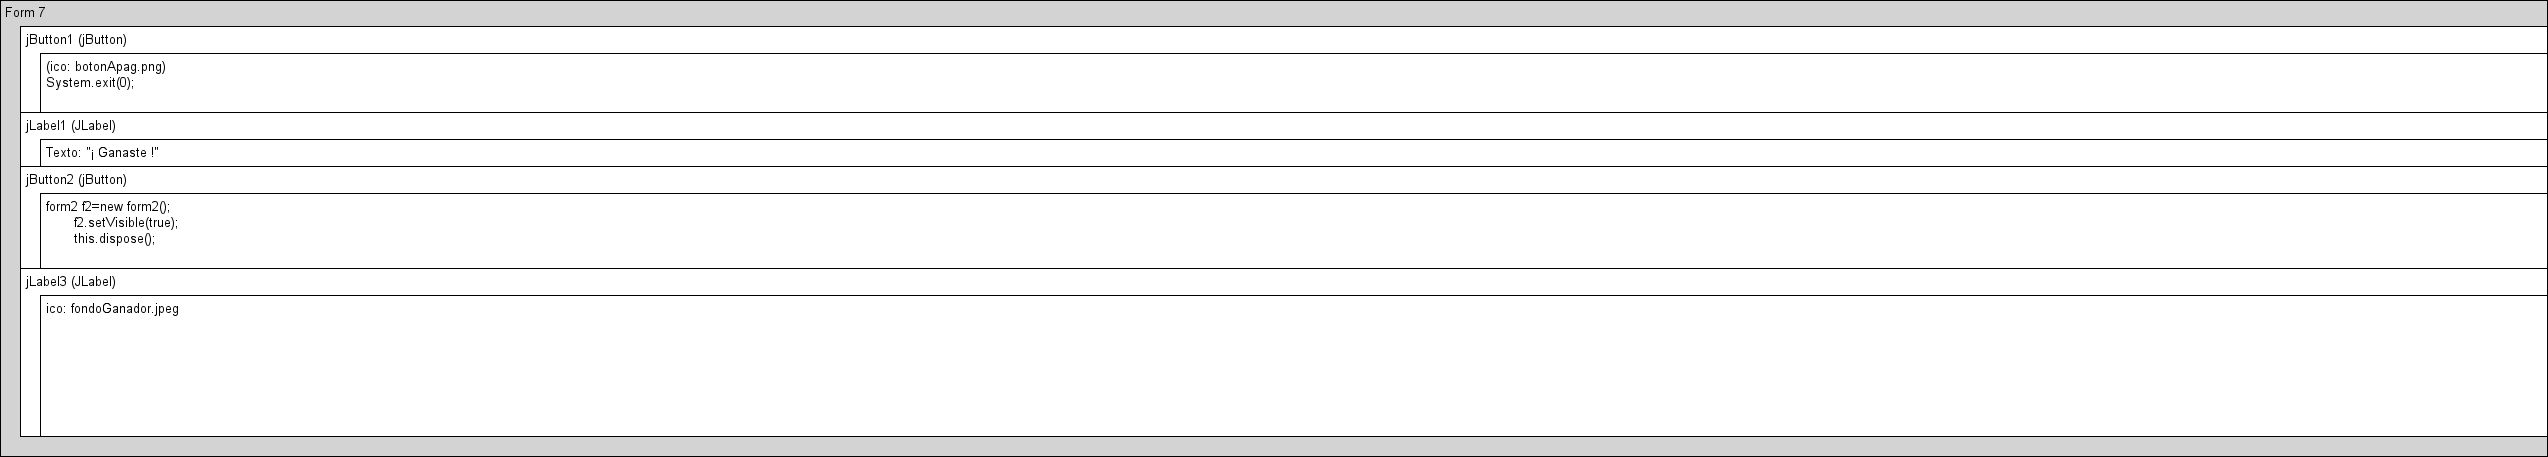 Form 7
jButton1 (jButton)
(ico: botonApag.png)
System.exit(0);
jLabel1 (JLabel)
Texto: "¡ Ganaste !"
jButton2 (jButton)
form2 f2=new form2();
f2.setVisible(true);
this.dispose();
jLabel3 (JLabel)
ico: fondoGanador.jpeg